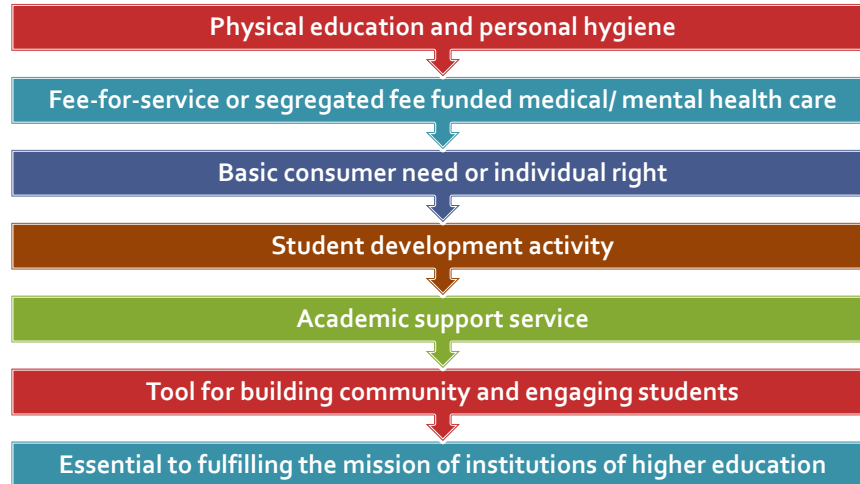 Physical education and personal hygiene
Fee-for-service or segregated fee funded medical/ mental health care
Basic consumer need or individual right
Student development activity
Academic support service
Tool for building community and engaging students
Essential to fulfilling the mission of institutions of higher education